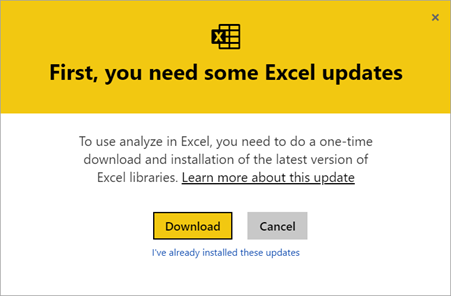 First, you need some Excel updates
To use analyze in Excel, you need to do a one-time
download and installation of the latest version of
Excel libraries. Learn more about this update
Download Cancel
I've already installed these updates